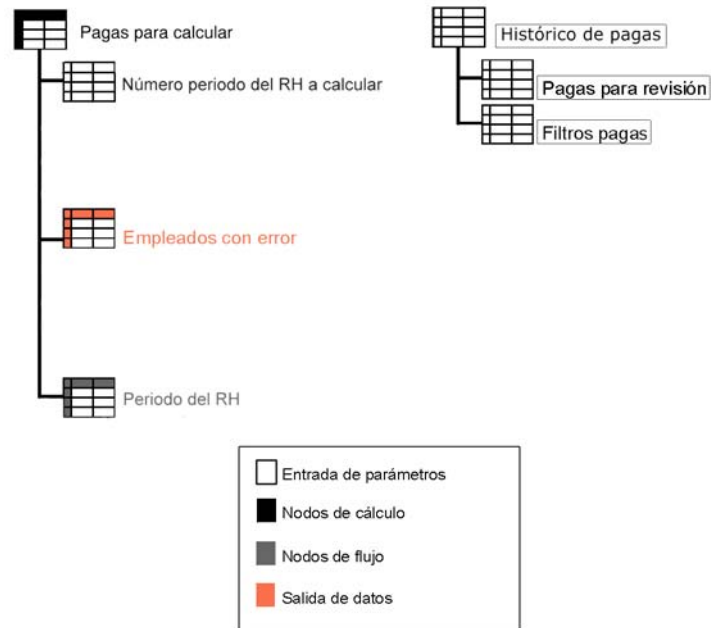 Pagas para calcular
Número periodo del RH a calcular
Empleados con error
Periodo del RH
Histórico de pagas
Pagas para revisión
Filtros pagas
Entrada de parámetros
Nodos de cálculo
Nodos de flujo
Salida de datos